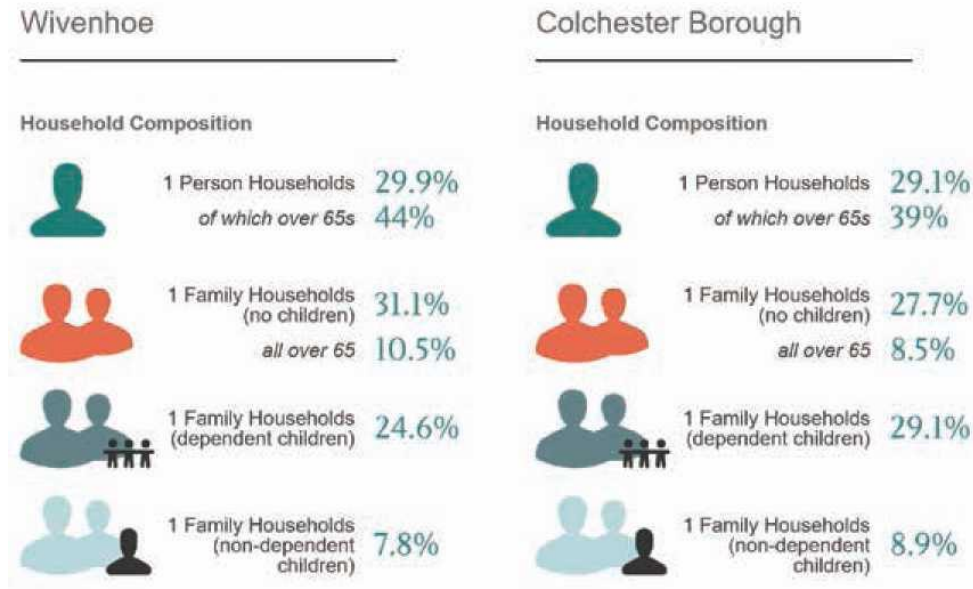 Wivenhoe
Household Composition
1 Person Households 29.9%
of which over 65s 44%
1 Family Households
(no children) 31.1%
all over 65 10.5%
1 Family Households
(dependent children) 24.6%
1 Family Households
(non-dependent
children) 7.8%
Colchester Borough
Household Composition
1 Person Households 29.1%
of which over 65s 39%
1 Family Households
(no children) 27.7%
all over 65 8.5%
1 Family Households
(dependent children) 29.1%
1 Family Households
(non-dependent
children) 8.9%